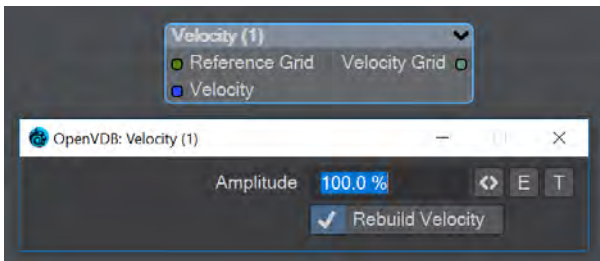 Velocity (1)
Reference Grid Velocity Grid
Velocity
OpenVDB: Velocity (1)
Amplitude 100.0 % E T
Rebuild Velocity